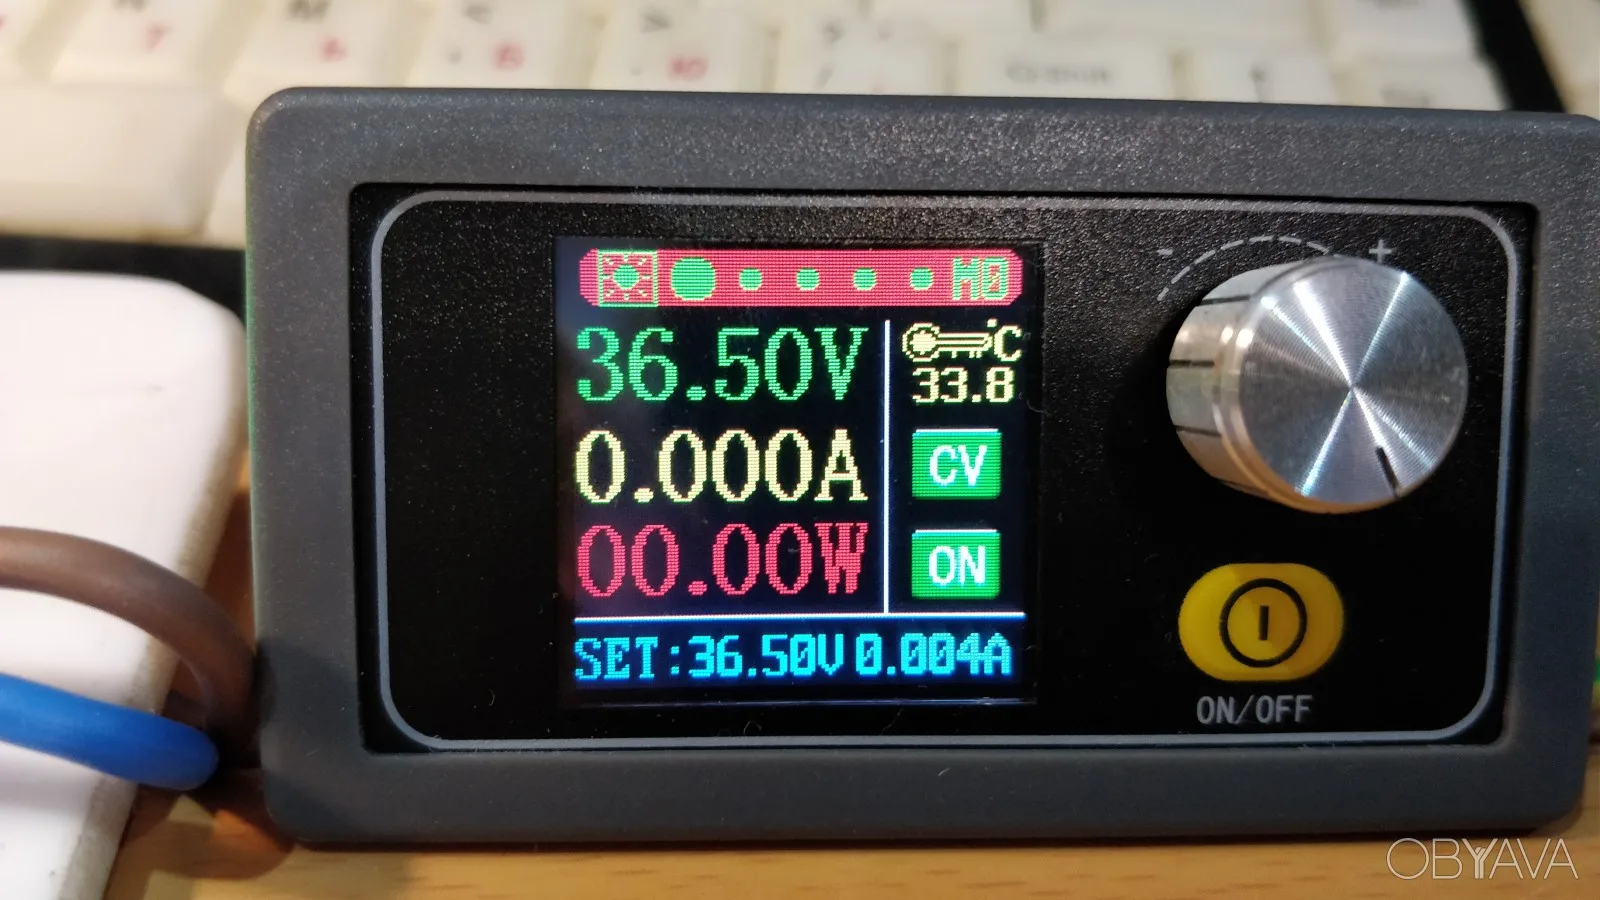 M0
36.50V
°C
33.8
0.000A
CV
00.00W
ON
SET:36.50V 0.004A
- +
ON/OFF
OBYAVA